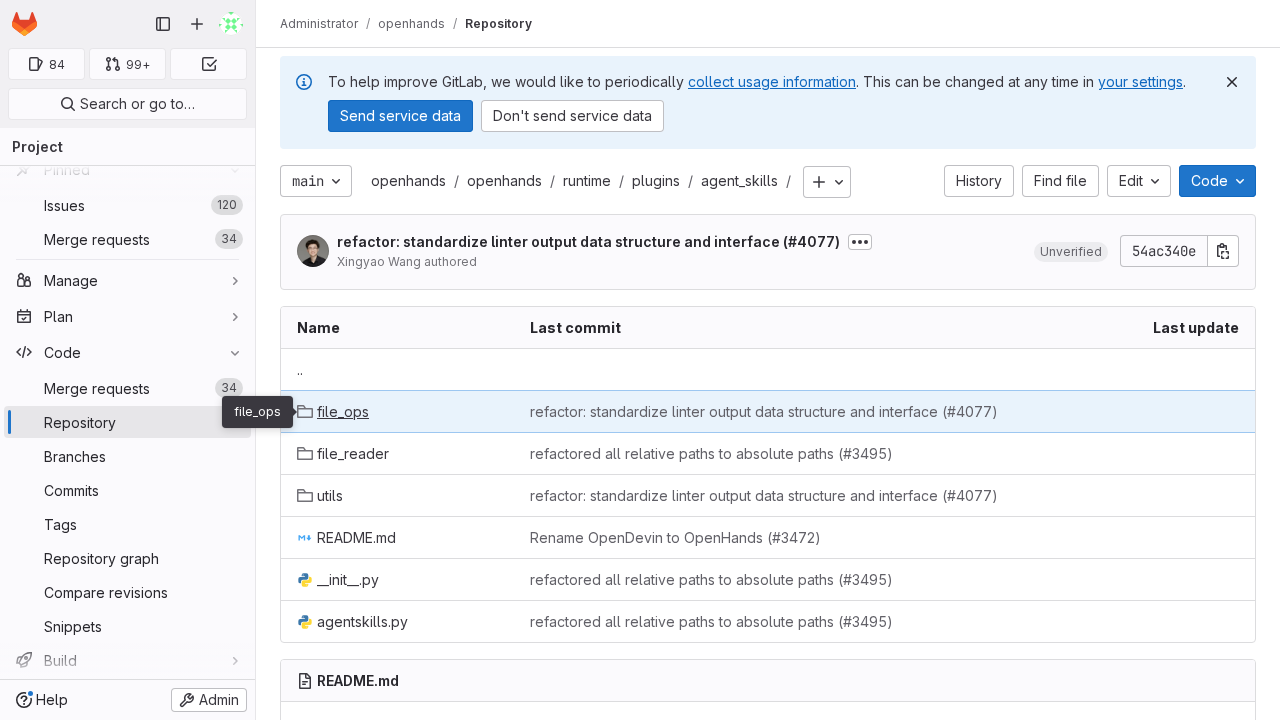 Administrator / openhands / Repository
84
99+
Search or go to…
Project
Pinned
Issues 120
Merge requests 34
Manage
Plan
Code
Merge requests 34
Repository
Branches
Commits
Tags
Repository graph
Compare revisions
Snippets
Build
Help
Admin
To help improve GitLab, we would like to periodically collect usage information. This can be changed at any time in your settings.
Send service data Don't send service data
main openhands / openhands / runtime / plugins / agent_skills / History Find file Edit Code
refactor: standardize linter output data structure and interface (#4077)
Xingyao Wang authored
Unverified 54ac340e
Name Last commit Last update
..
file_ops
file_ops refactor: standardize linter output data structure and interface (#4077)
file_reader refactored all relative paths to absolute paths (#3495)
utils refactor: standardize linter output data structure and interface (#4077)
README.md Rename OpenDevin to OpenHands (#3472)
__init__.py refactored all relative paths to absolute paths (#3495)
agentskills.py refactored all relative paths to absolute paths (#3495)
README.md